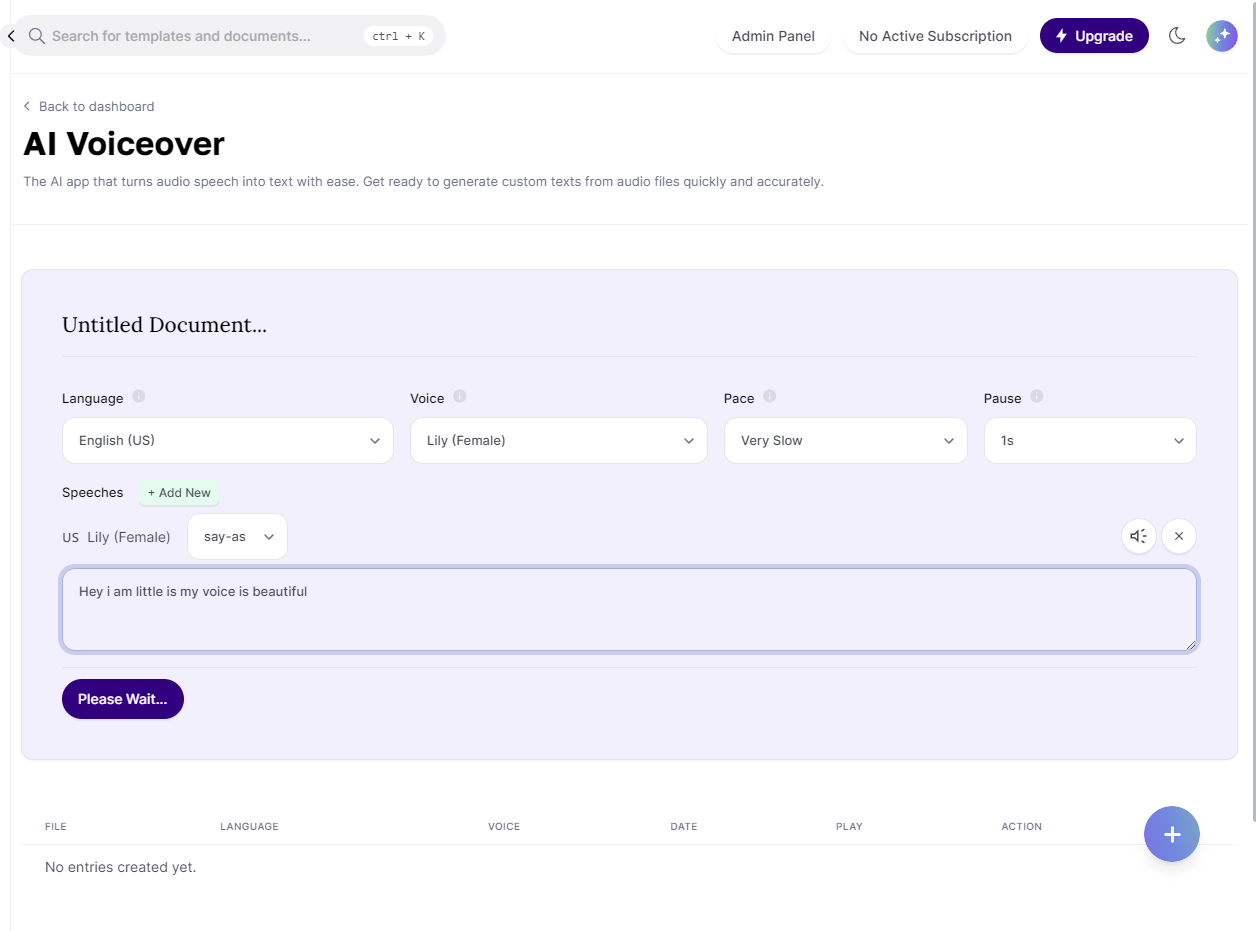 Search for templates and documents... ctrl + K Admin Panel No Active Subscription Upgrade
Back to dashboard
AI Voiceover
The AI app that turns audio speech into text with ease. Get ready to generate custom texts from audio files quickly and accurately.
Untitled Document...
Language Voice Pace Pause
English (US) Lily (Female) Very Slow 1s
Speeches + Add New
US Lily (Female) say-as
Hey i am little is my voice is beautiful
Please Wait...
FILE LANGUAGE VOICE DATE PLAY ACTION
No entries created yet.